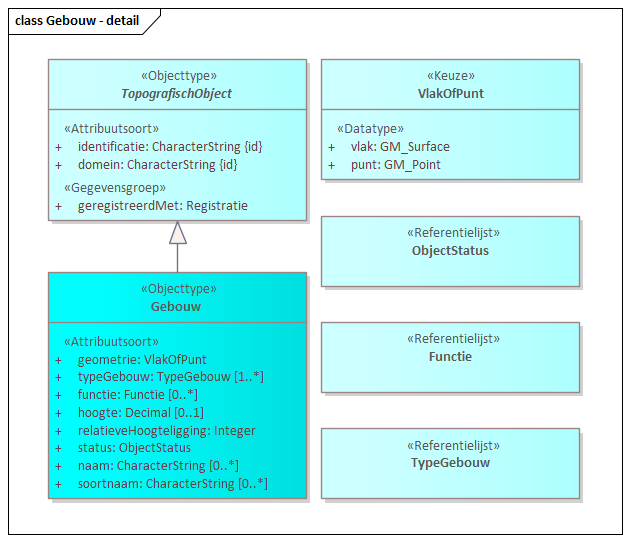 class Gebouw - detail
«Objecttype»
TopografischObject
«Attribuutsoort»
+ identificatie: CharacterString {id}
+ domein: CharacterString {id}
«Gegevensgroep»
+ geregistreerdMet: Registratie
«Objecttype»
Gebouw
«Attribuutsoort»
+ geometrie: VlakOfPunt
+ typeGebouw: TypeGebouw [1..*]
+ functie: Functie [0..*]
+ hoogte: Decimal [0..1]
+ relatieveHoogteligging: Integer
+ status: ObjectStatus
+ naam: CharacterString [0..*]
+ soortnaam: CharacterString [0..*]
«Keuze»
VlakOfPunt
«Datatype»
+ vlak: GM_Surface
+ punt: GM_Point
«Referentielijst»
ObjectStatus
«Referentielijst»
Functie
«Referentielijst»
TypeGebouw